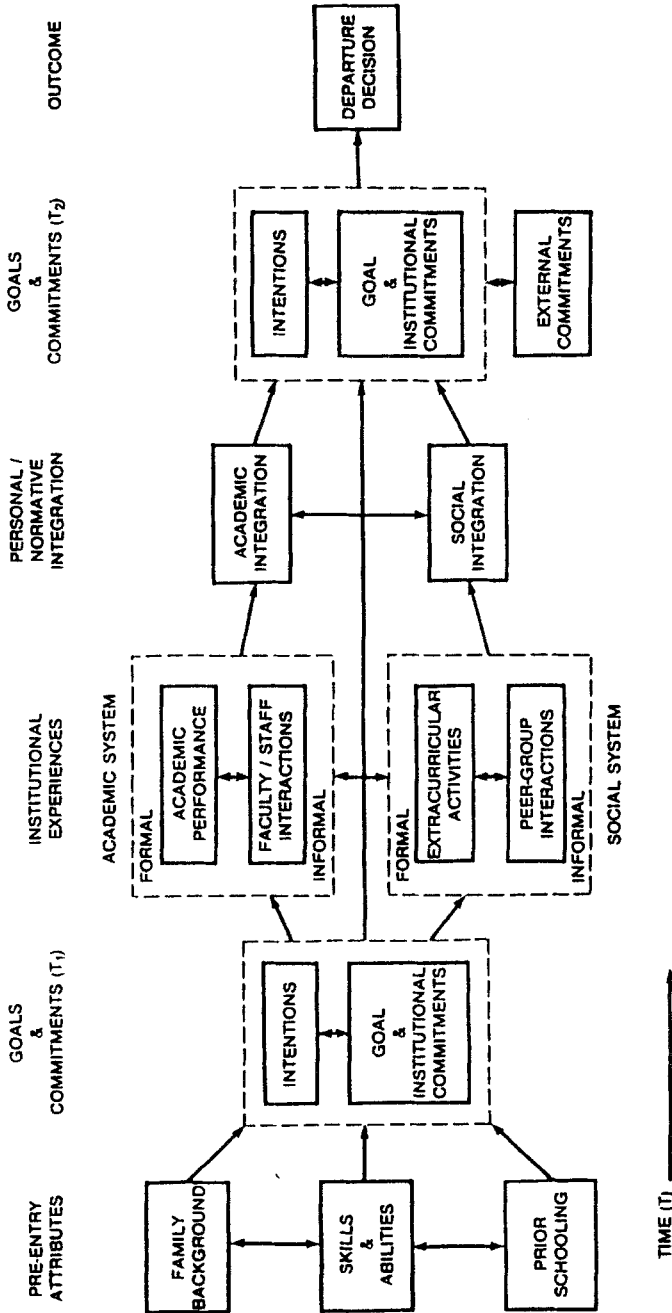 PRE-ENTRY
ATTRIBUTES
GOALS
&
COMMITMENTS (T₁)
INSTITUTIONAL
EXPERIENCES
PERSONAL /
NORMATIVE
INTEGRATION
GOALS
&
COMMITMENTS (T₂)
OUTCOME
FAMILY
BACKGROUND
SKILLS
&
ABILITIES
PRIOR
SCHOOLING
INTENTIONS
GOAL
&
INSTITUTIONAL
COMMITMENTS
ACADEMIC SYSTEM
FORMAL
ACADEMIC
PERFORMANCE
FACULTY / STAFF
INTERACTIONS
INFORMAL
FORMAL
EXTRACURRICULAR
ACTIVITIES
PEER-GROUP
INTERACTIONS
INFORMAL
SOCIAL SYSTEM
ACADEMIC
INTEGRATION
SOCIAL
INTEGRATION
INTENTIONS
GOAL
&
INSTITUTIONAL
COMMITMENTS
EXTERNAL
COMMITMENTS
DEPARTURE
DECISION
TIME (T)